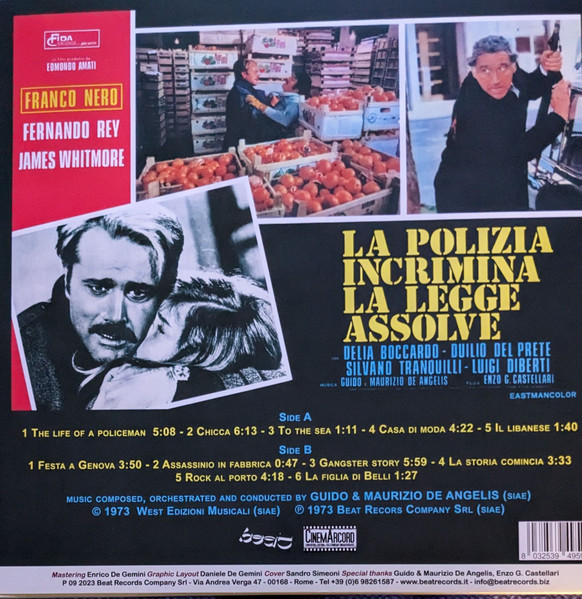 FIDA
EDMONDO AMATI
FRANCO NERO
FERNANDO REY
JAMES WHITMORE
LA POLIZIA
INCRIMINA
LA LEGGE
ASSOLVE
DELIA BOCCARDO - DUILIO DEL PRETE
SILVANO TRANQUILLI - LUIGI DIBERTI
MUSICA GUIDO E MAURIZIO DE ANGELIS ENZO G. CASTELLARI
EASTMANCOLOR
SIDE A
1 THE LIFE OF A POLICEMAN 5:08 - 2 CHICCA 6:13 - 3 TO THE SEA 1:11 - 4 CASA DI MODA 4:22 - 5 IL LIBANESE 1:40
SIDE B
1 FESTA A GENOVA 3:50 - 2 ASSASSINIO IN FABBRICA 0:47 - 3 GANGSTER STORY 5:59 - 4 LA STORIA COMINCIA 3:33
5 ROCK AL PORTO 4:18 - 6 LA FIGLIA DI BELLI 1:27
MUSIC COMPOSED, ORCHESTRATED AND CONDUCTED BY GUIDO & MAURIZIO DE ANGELIS (SIAE)
© 1973 WEST EDIZIONI MUSICALI (SIAE) ℗ 1973 BEAT RECORS COMPANY SRL (SIAE)
beat
CINEMARCORD
8 032539 495
Mastering Enrico De Gemini Graphic Layout Daniele De Gemini Cover Sandro Simeoni Special thanks Guido & Maurizio De Angelis, Enzo G. Castellari
P 09 2023 Beat Records Company Srl - Via Andrea Verga 47 - 00168 - Rome - Tel +39 (0)6 98261587 - www.beatrecords.it - info@beatrecords.biz